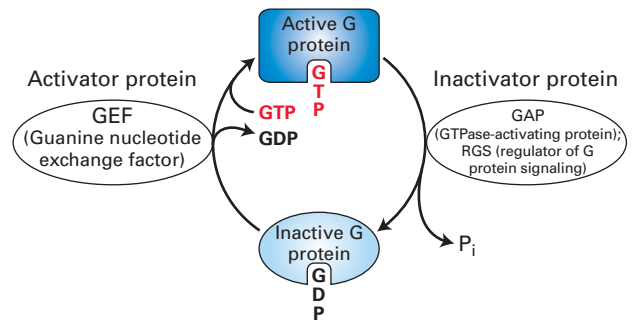 Active G
protein
G
T
P
Activator protein
GEF
(Guanine nucleotide
exchange factor)
GTP
GDP
Inactivator protein
GAP
(GTPase-activating protein);
RGS (regulator of G
protein signaling)
Pi
Inactive G
protein
G
D
P